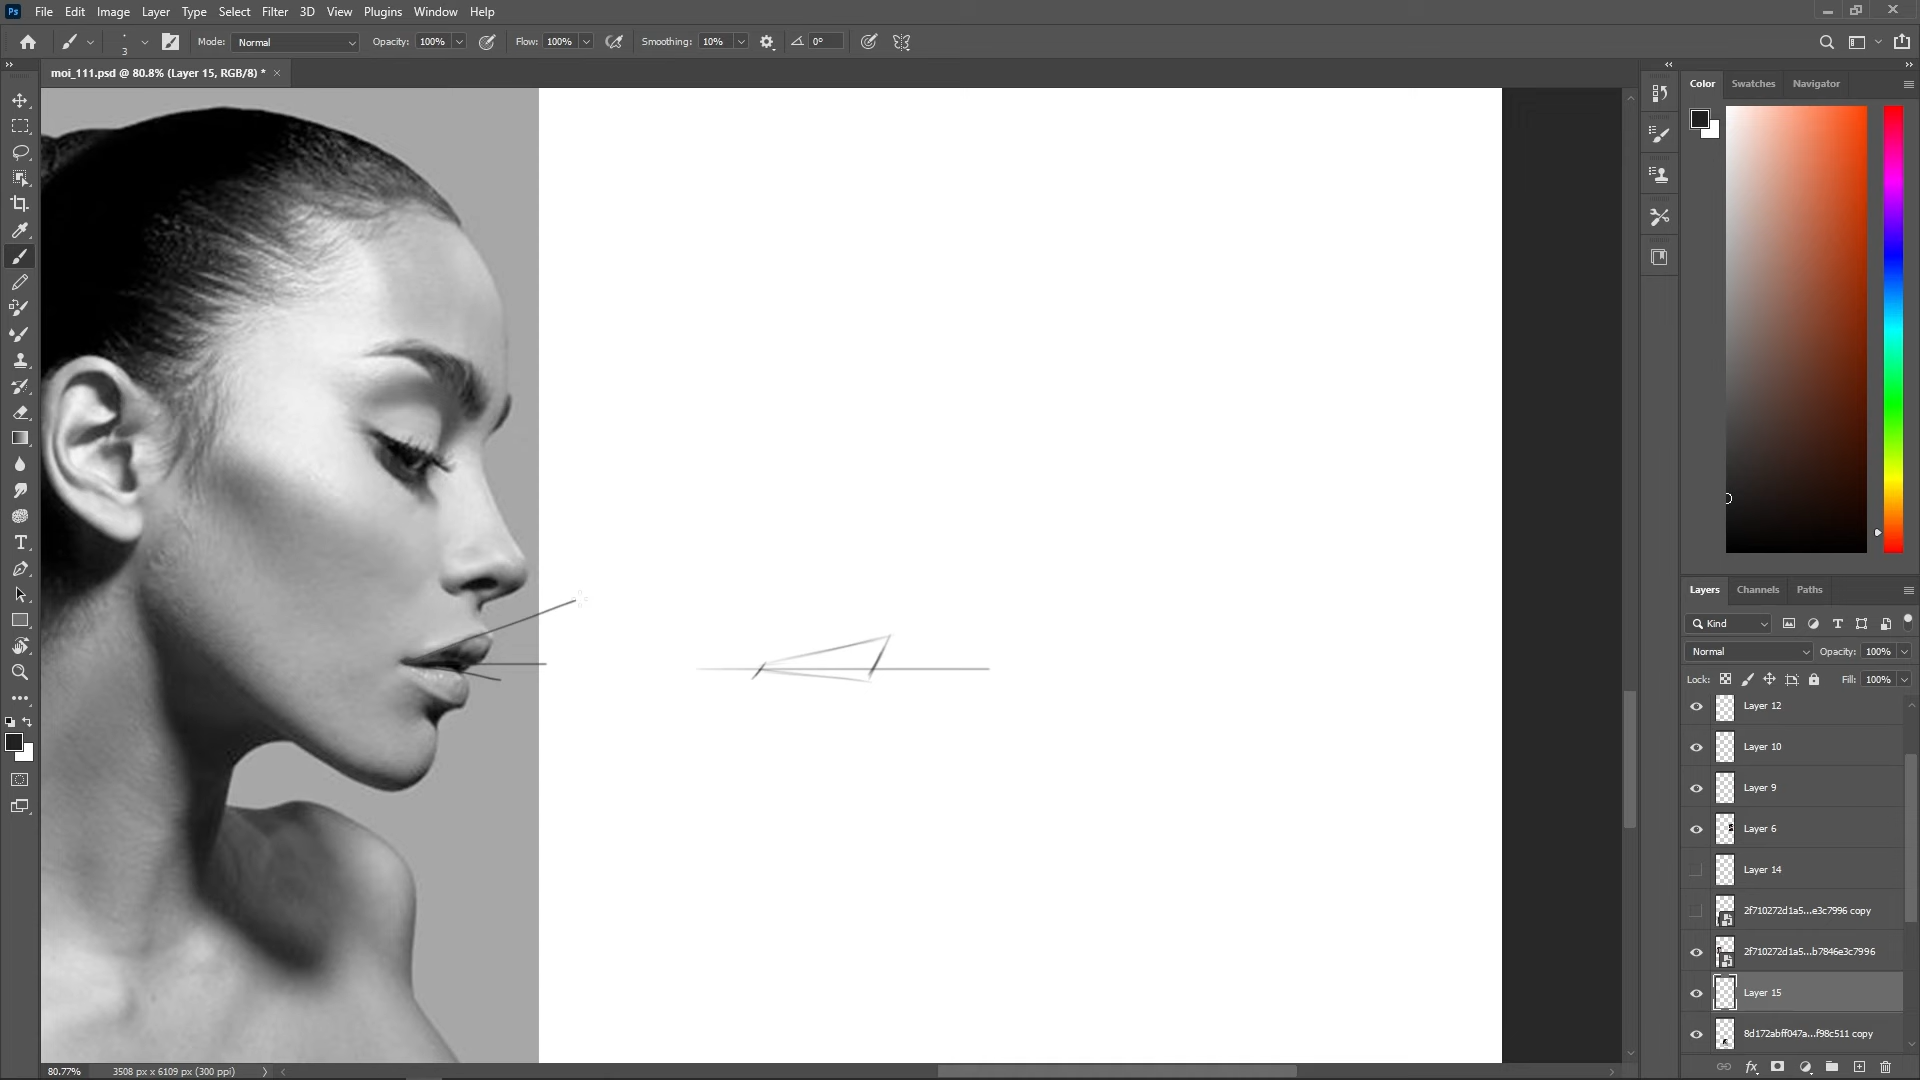 Ps File Edit Image Layer Type Select Filter 3D View Plugins Window Help
3 Mode: Normal Opacity: 100% Flow: 100% Smoothing: 10% 0°
moi_111.psd @ 80.8% (Layer 15, RGB/8) *
Color Swatches Navigator
Layers Channels Paths
Kind
Normal Opacity: 100%
Lock: Fill: 100%
Layer 12
Layer 10
Layer 9
Layer 6
Layer 14
2f710272d1a5...e3c7996 copy
2f710272d1a5...b7846e3c7996
Layer 15
8d172abff047a...f98c511 copy
80.77% 3508 px x 6109 px (300 ppi)